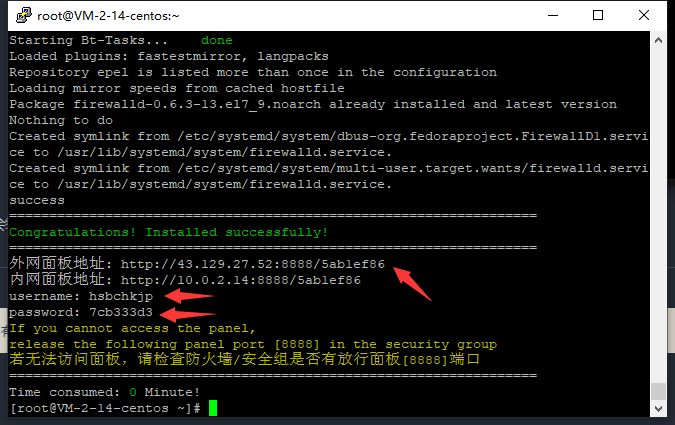 root@VM-2-14-centos:~
Starting Bt-Tasks... done
Loaded plugins: fastestmirror, langpacks
Repository epel is listed more than once in the configuration
Loading mirror speeds from cached hostfile
Package firewalld-0.6.3-13.el7_9.noarch already installed and latest version
Nothing to do
Created symlink from /etc/systemd/system/dbus-org.fedoraproject.FirewallD1.servi
ce to /usr/lib/systemd/system/firewalld.service.
Created symlink from /etc/systemd/system/multi-user.target.wants/firewalld.servi
ce to /usr/lib/systemd/system/firewalld.service.
success
==================================================================
Congratulations! Installed successfully!
==================================================================
外网面板地址: http://43.129.27.52:8888/5ab1ef86
内网面板地址: http://10.0.2.14:8888/5ab1ef86
username: hsbchkjp
password: 7cb333d3
If you cannot access the panel,
release the following panel port [8888] in the security group
若无法访问面板，请检查防火墙/安全组是否有放行面板[8888]端口
==================================================================
Time consumed: 0 Minute!
[root@VM-2-14-centos ~]#